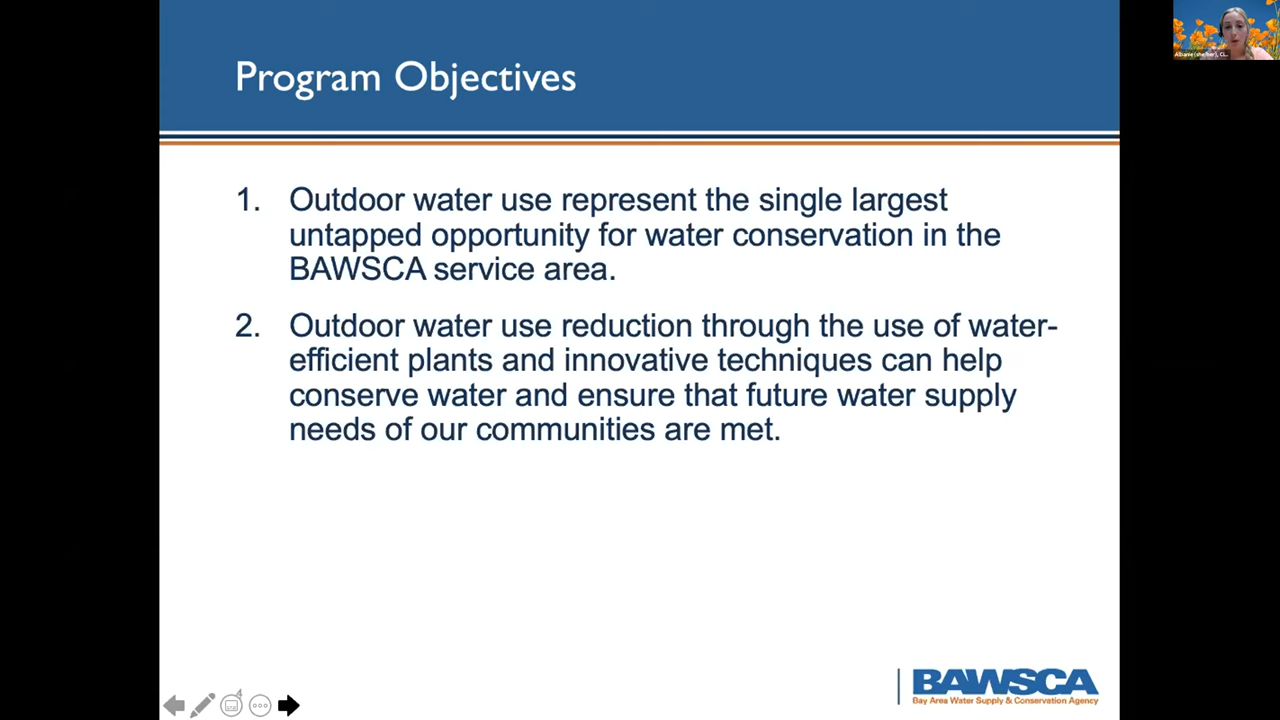 Program Objectives
1. Outdoor water use represent the single largest
untapped opportunity for water conservation in the
BAWSCA service area.
2. Outdoor water use reduction through the use of water-
efficient plants and innovative techniques can help
conserve water and ensure that future water supply
needs of our communities are met.
BAWSCA
Bay Area Water Supply & Conservation Agency